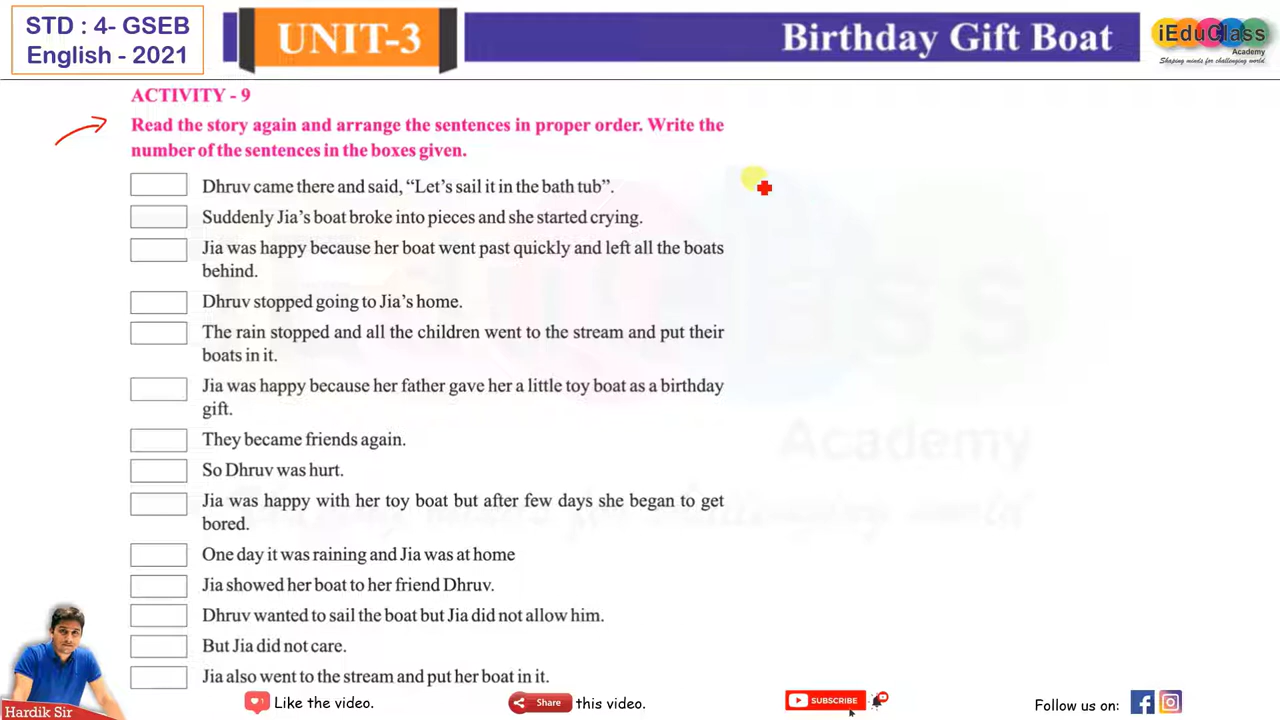 STD : 4- GSEB
English - 2021
UNIT-3
Birthday Gift Boat
iEduClass
Academy
Shaping minds for challenging world
ACTIVITY - 9
Read the story again and arrange the sentences in proper order. Write the
number of the sentences in the boxes given.
Dhruv came there and said, “Let’s sail it in the bath tub”.
Suddenly Jia’s boat broke into pieces and she started crying.
Jia was happy because her boat went past quickly and left all the boats
behind.
Dhruv stopped going to Jia’s home.
The rain stopped and all the children went to the stream and put their
boats in it.
Jia was happy because her father gave her a little toy boat as a birthday
gift.
They became friends again.
So Dhruv was hurt.
Jia was happy with her toy boat but after few days she began to get
bored.
One day it was raining and Jia was at home
Jia showed her boat to her friend Dhruv.
Dhruv wanted to sail the boat but Jia did not allow him.
But Jia did not care.
Jia also went to the stream and put her boat in it.
iEduClass
Academy
Shaping minds for challenging world
Hardik Sir
Like the video.
Share this video.
SUBSCRIBE
Follow us on: